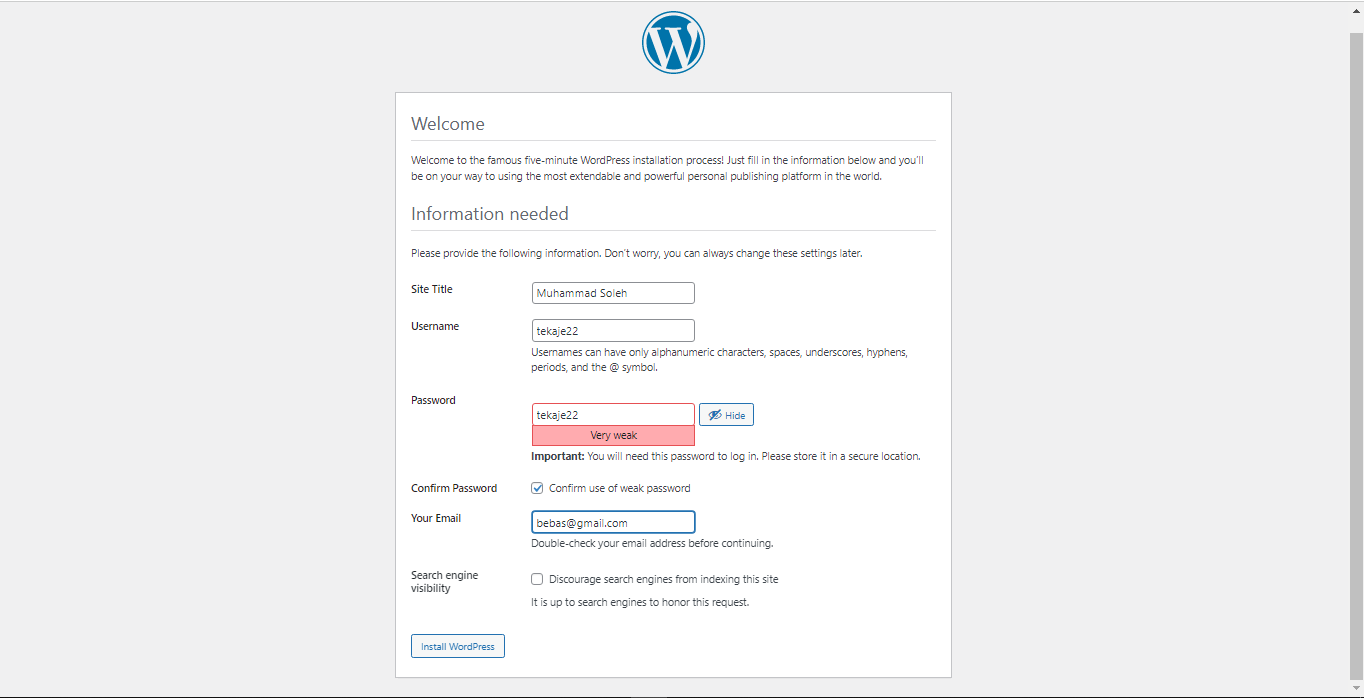 Welcome
Welcome to the famous five-minute WordPress installation process! Just fill in the information below and you'll
be on your way to using the most extendable and powerful personal publishing platform in the world.
Information needed
Please provide the following information. Don't worry, you can always change these settings later.
Site Title
Muhammad Soleh
Username
tekaje22
Usernames can have only alphanumeric characters, spaces, underscores, hyphens,
periods, and the @ symbol.
Password
tekaje22
Hide
Very weak
Important: You will need this password to log in. Please store it in a secure location.
Confirm Password
Confirm use of weak password
Your Email
bebas@gmail.com
Double-check your email address before continuing.
Search engine
visibility
Discourage search engines from indexing this site
It is up to search engines to honor this request.
Install WordPress